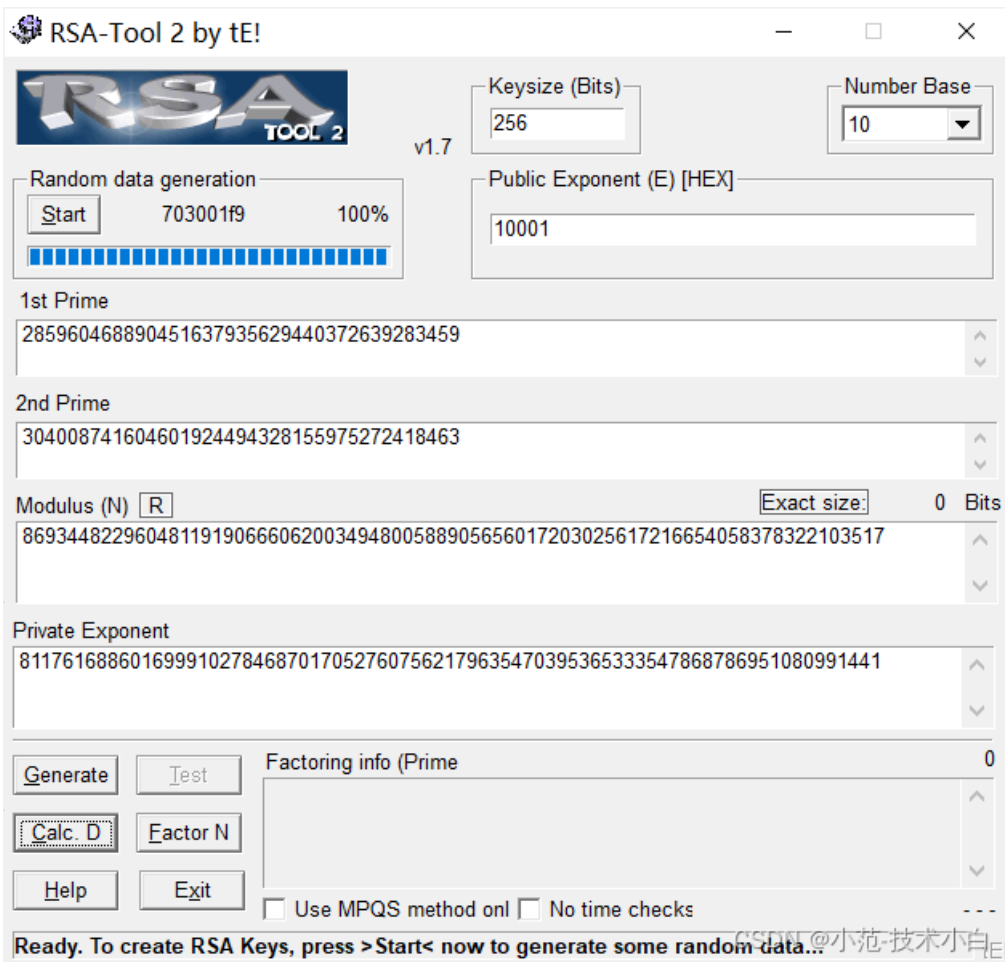 RSA-Tool 2 by tE!
RSA
TOOL 2
v1.7
Keysize (Bits)
256
Number Base
10
Random data generation
Start 703001f9 100%
Public Exponent (E) [HEX]
10001
1st Prime
285960468890451637935629440372639283459
2nd Prime
304008741604601924494328155975272418463
Modulus (N) R Exact size: 0 Bits
86934482296048119190666062003494800588905656017203025617216654058378322103517
Private Exponent
81176168860169991027846870170527607562179635470395365333547868786951080991441
Generate Test Factoring info (Prime 0
Calc. D Factor N
Help Exit
Use MPQS method onl No time checks ---
Ready. To create RSA Keys, press >Start< now to generate some random data... tE
CSDN @小范-技术小白